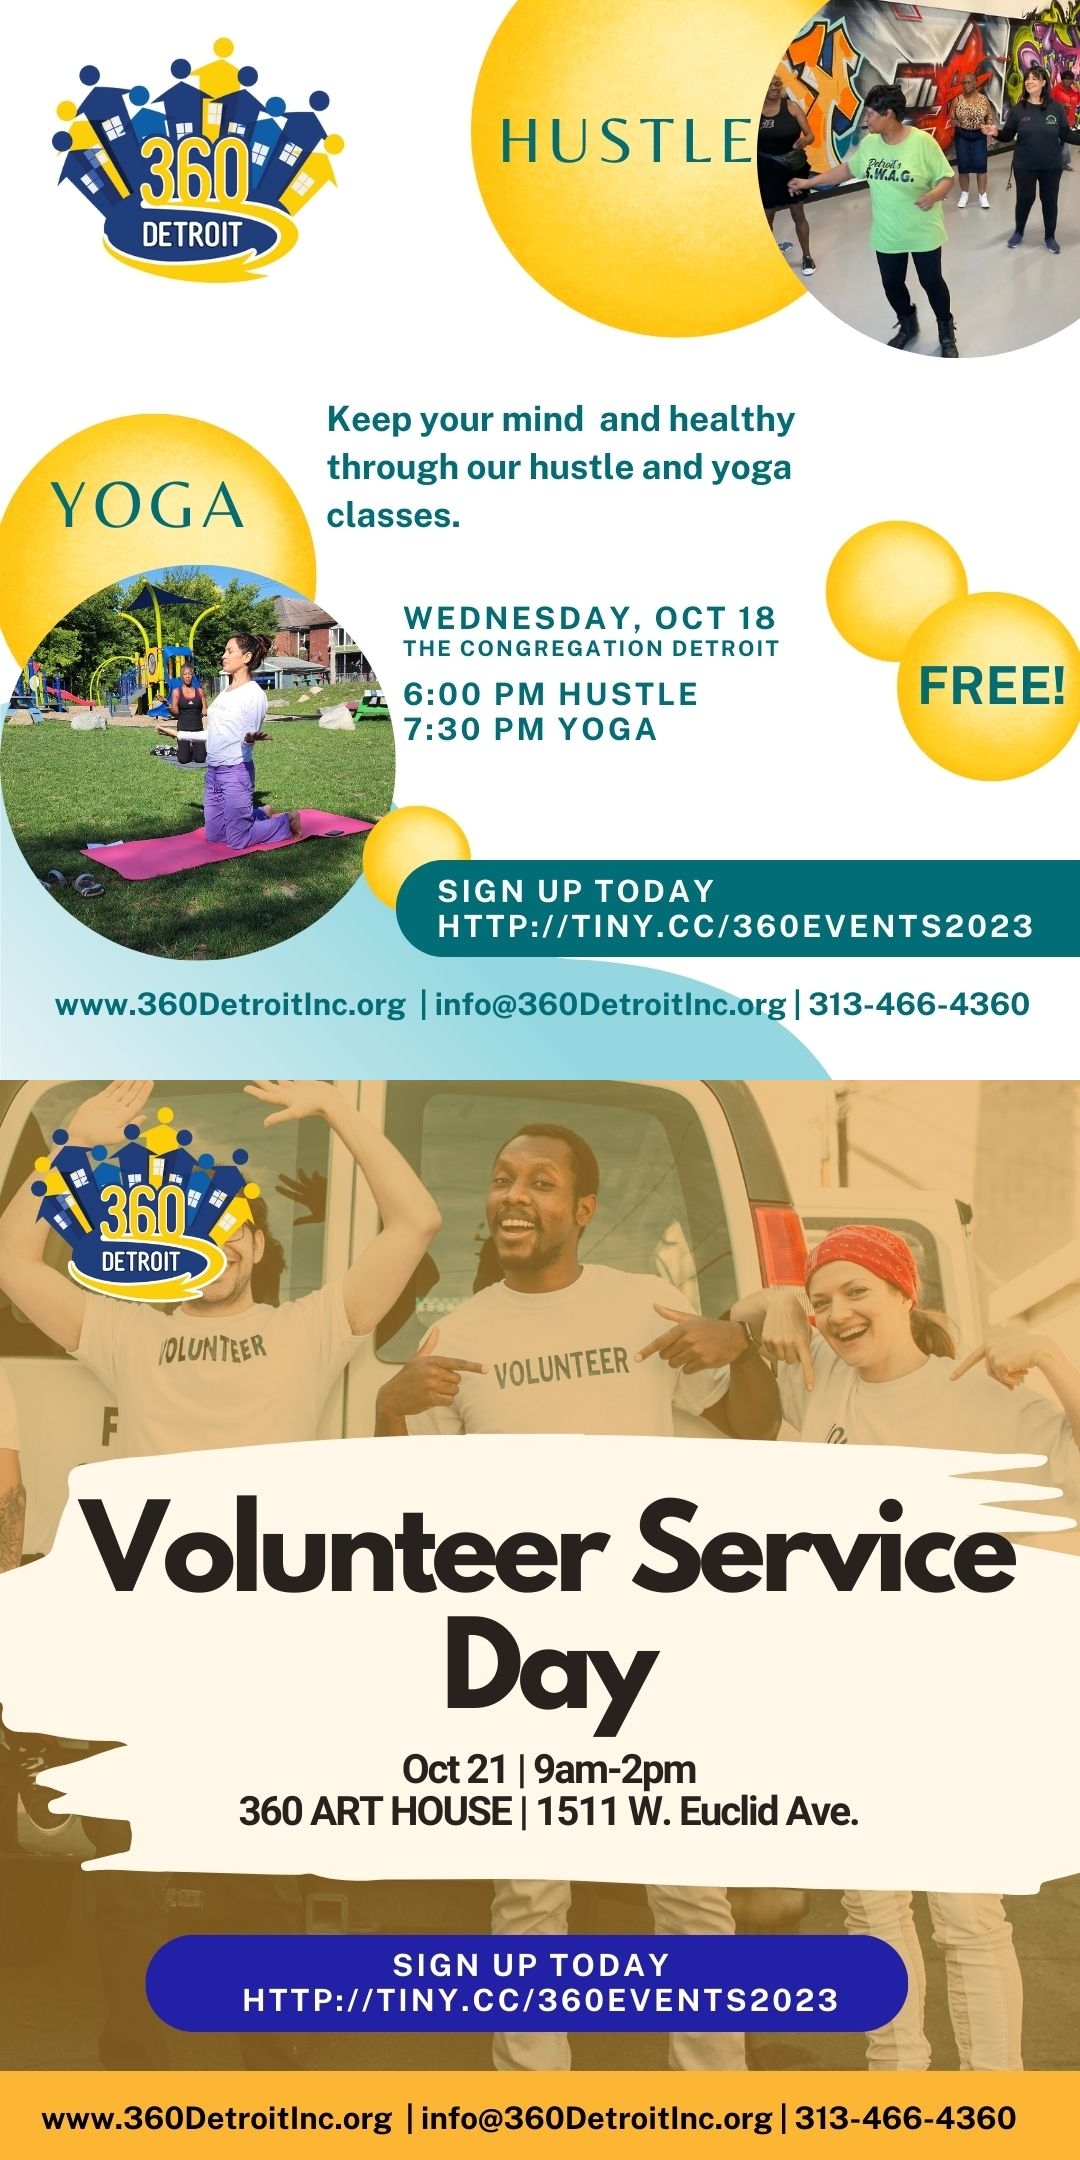 360
DETROIT
HUSTLE
Detroit's
S.W.A.G.
Keep your mind  and healthy
through our hustle and yoga
classes.
YOGA
WEDNESDAY, OCT 18
THE CONGREGATION DETROIT
6:00 PM HUSTLE
7:30 PM YOGA
FREE!
SIGN UP TODAY
HTTP://TINY.CC/360EVENTS2023
www.360DetroitInc.org | info@360DetroitInc.org | 313-466-4360
360
DETROIT
VOLUNTEER
VOLUNTEER
F
Volunteer Service
Day
Oct 21 | 9am-2pm
360 ART HOUSE | 1511 W. Euclid Ave.
SIGN UP TODAY
HTTP://TINY.CC/360EVENTS2023
www.360DetroitInc.org | info@360DetroitInc.org | 313-466-4360